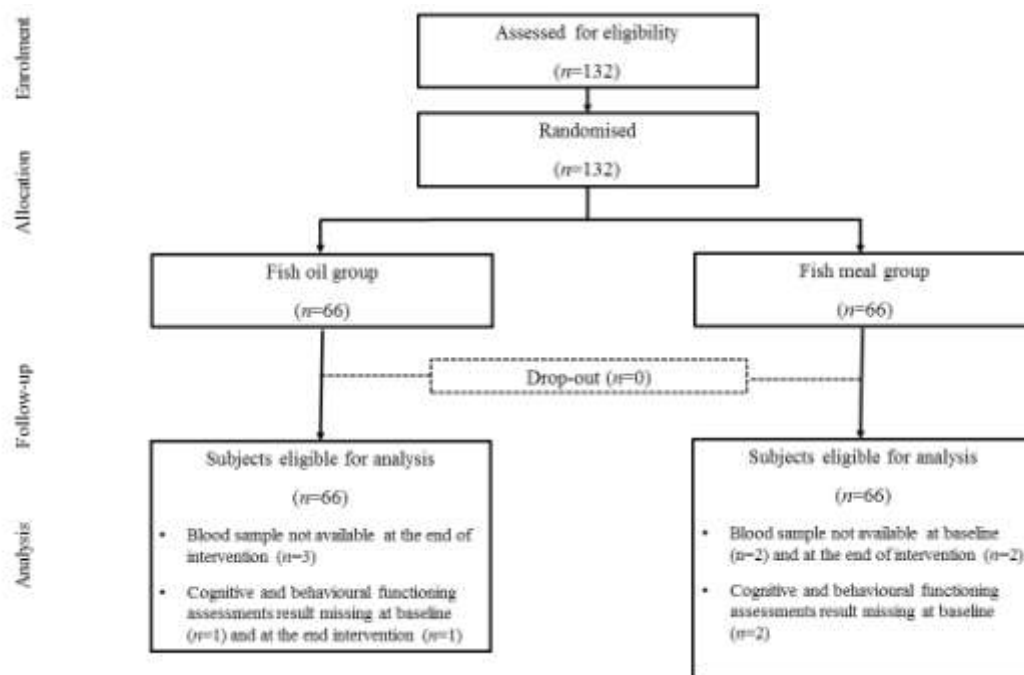 Enrolment
Assessed for eligibility
(n=132)
Allocation
Randomised
(n=132)
Fish oil group
(n=66)
Fish meal group
(n=66)
Follow-up
Drop-out (n=0)
Analysis
Subjects eligible for analysis
(n=66)
• Blood sample not available at the end of
intervention (n=3)
• Cognitive and behavioural functioning
assessments result missing at baseline
(n=1) and at the end intervention (n=1)
Subjects eligible for analysis
(n=66)
• Blood sample not available at baseline
(n=2) and at the end of intervention (n=2)
• Cognitive and behavioural functioning
assessments result missing at baseline
(n=2)